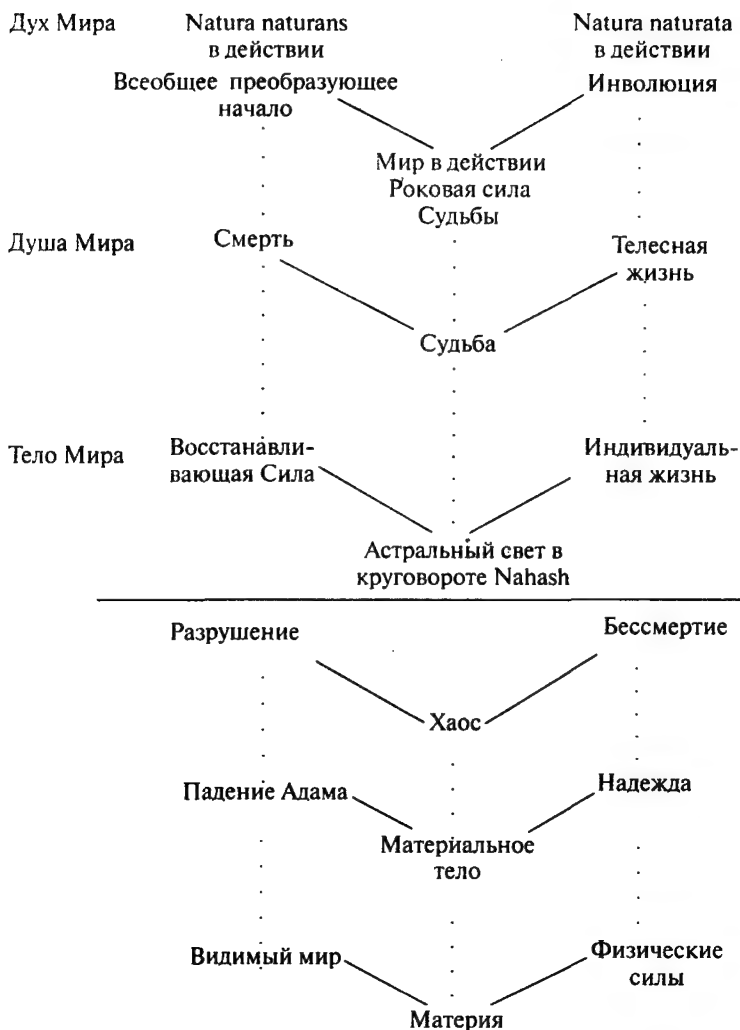 Дух Мира Natura naturans Natura naturata
в действии в действии
Всеобщее преобразующее Инволюция
начало
Мир в действии
Роковая сила
Судьбы
Душа Мира Смерть Телесная
жизнь
Судьба
Тело Мира Восстанавли- Индивидуаль-
вающая Сила ная жизнь
Астральный свет в
круговороте Nahash
Разрушение Бессмертие
Хаос
Падение Адама Надежда
Материальное
тело
Видимый мир Физические
силы
Материя